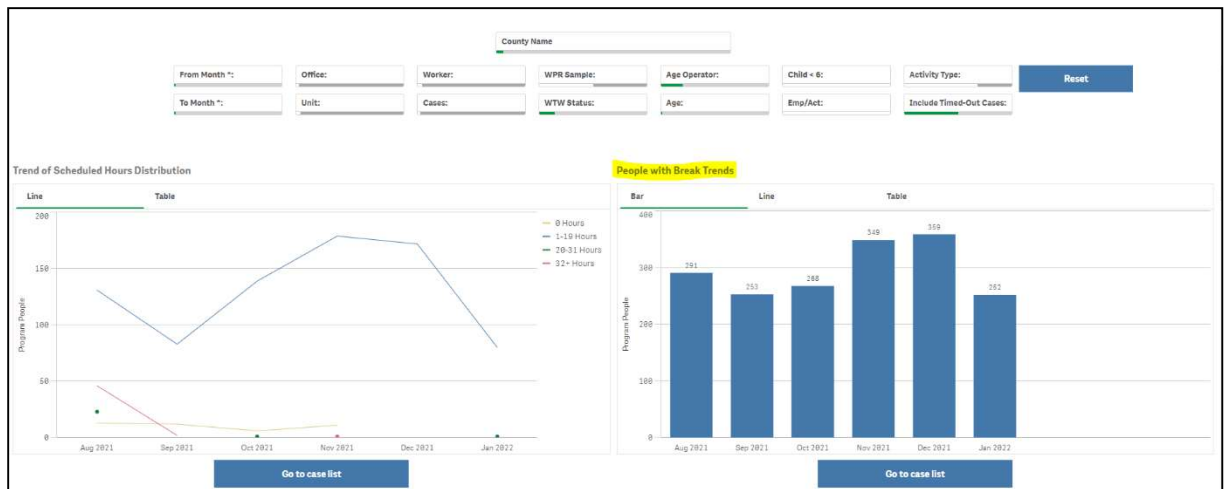 County Name
From Month *: Office: Worker: WPR Sample: Age Operator: Child < 6: Activity Type: Reset
To Month *: Unit: Cases: WTW Status: Age: Emp/Act: Include Timed-Out Cases:
Trend of Scheduled Hours Distribution
Line Table
200
150
100
50
0
Program People
0 Hours
1-19 Hours
20-31 Hours
32+ Hours
Aug 2021 Sep 2021 Oct 2021 Nov 2021 Dec 2021 Jan 2022
Go to case list
People with Break Trends
Bar Line Table
400
300
200
100
0
Program People
291 253 268 349 359 252
Aug 2021 Sep 2021 Oct 2021 Nov 2021 Dec 2021 Jan 2022
Go to case list